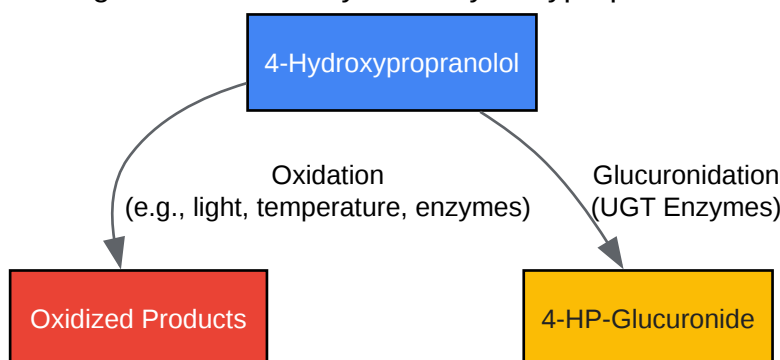 4-Hydroxypropranolol
Oxidation
(e.g., light, temperature, enzymes)
Glucuronidation
(UGT Enzymes)
Oxidized Products
4-HP-Glucuronide